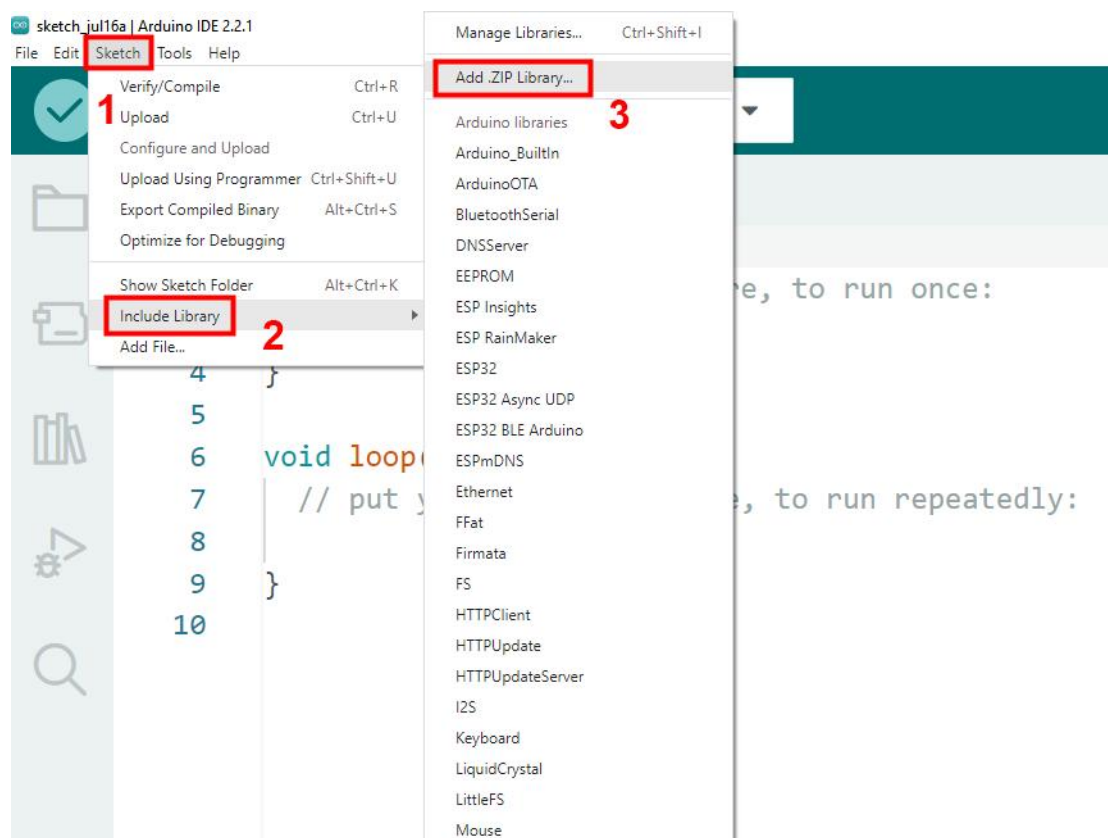 sketch_jul16a | Arduino IDE 2.2.1
File Edit Sketch Tools Help
1
Verify/Compile Ctrl+R
Upload Ctrl+U
Configure and Upload
Upload Using Programmer Ctrl+Shift+U
Export Compiled Binary Alt+Ctrl+S
Optimize for Debugging
Show Sketch Folder Alt+Ctrl+K
Include Library
2
Add File...
Manage Libraries... Ctrl+Shift+I
Add .ZIP Library...
3
Arduino libraries
Arduino_BuiltIn
ArduinoOTA
BluetoothSerial
DNSServer
EEPROM
ESP Insights
ESP RainMaker
ESP32
ESP32 Async UDP
ESP32 BLE Arduino
ESPmDNS
Ethernet
FFat
Firmata
FS
HTTPClient
HTTPUpdate
HTTPUpdateServer
I2S
Keyboard
LiquidCrystal
LittleFS
Mouse
, to run once:
4 }
5
6 void loop(
7 // put , to run repeatedly:
8
9 }
10